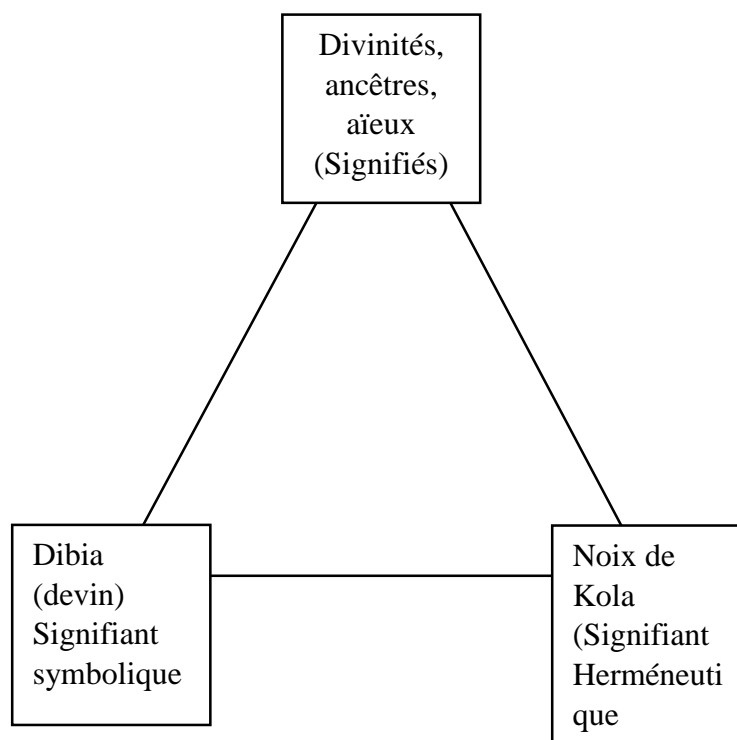 Divinités,
ancêtres,
aïeux
(Signifiés)
Dibia
(devin)
Signifiant
symbolique
Noix de
Kola
(Signifiant
Herméneuti
que